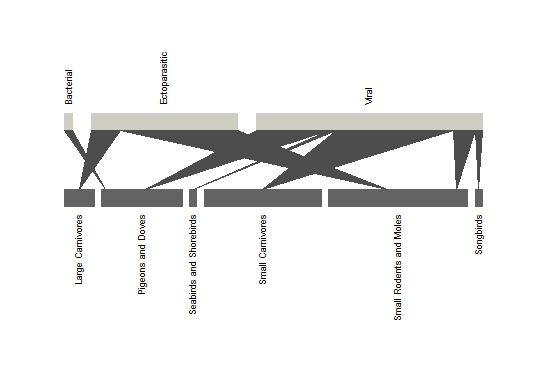 Bacterial
Large Carnivores
Pigeons and Doves
Ectoparasitic
Seabirds and Shorebirds
Small Carnivores
Viral
Small Rodents and Moles
Songbirds